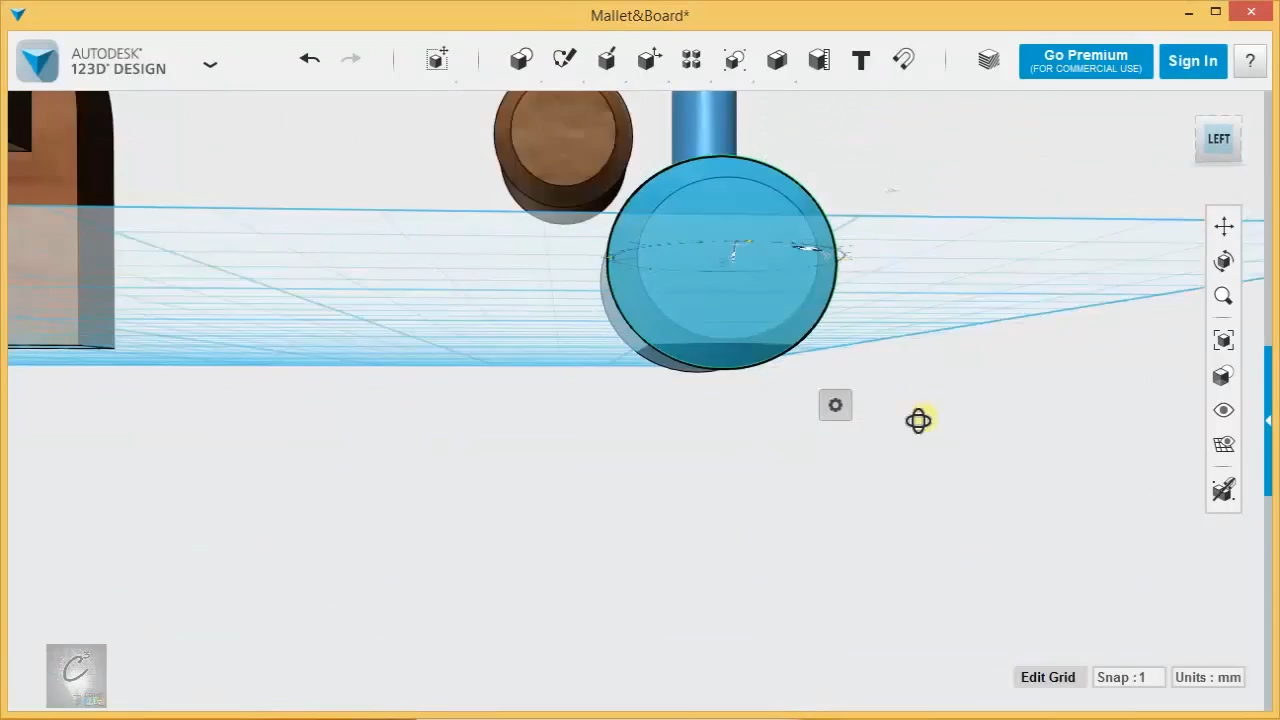 Mallet&Board*
AUTODESK®
123D® DESIGN
T
Go Premium
(FOR COMMERCIAL USE)
Sign In
?
LEFT
Edit Grid
Snap : 1
Units : mm